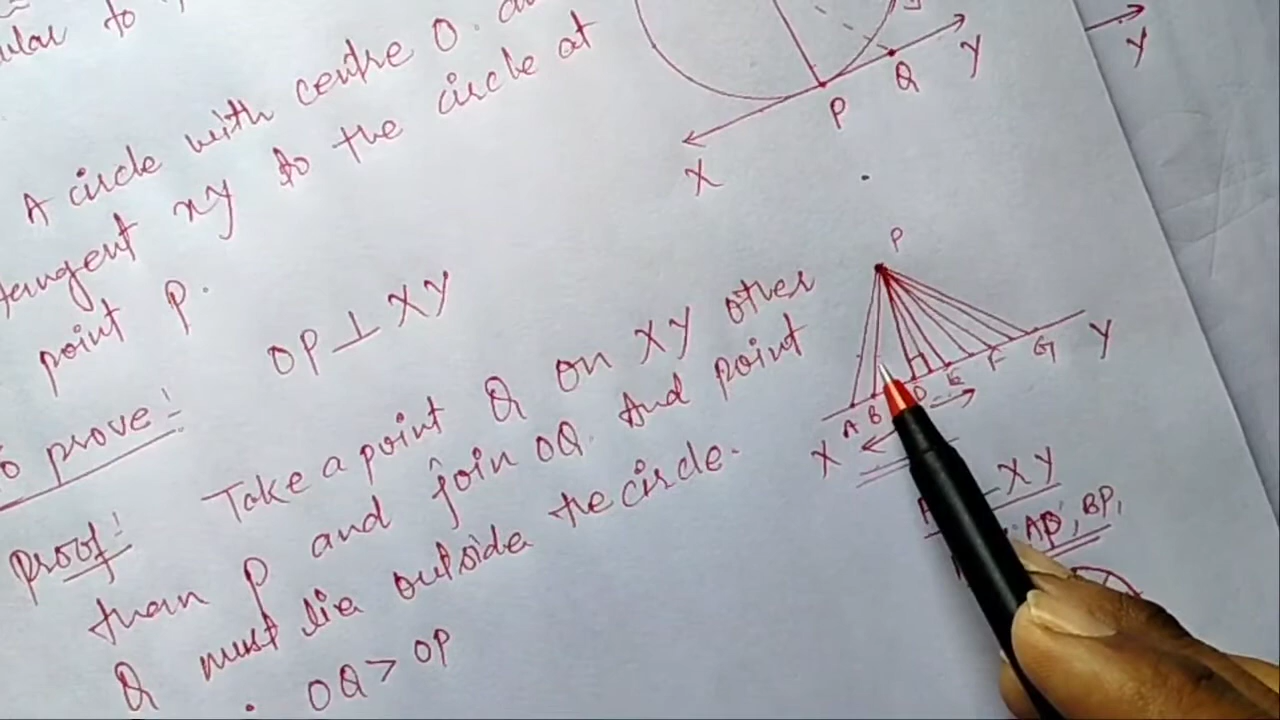 to
A circle with centre O.
tangent XY to the circle at
point P.
OP ⊥ XY
To prove:
Proof: Take a point Q on XY other
than P and join OQ. And point
Q must lie outside the circle.
OQ > OP
P
Q
Y
X
Y
P
A B D E F G
X
Y
XY
AP, BP,